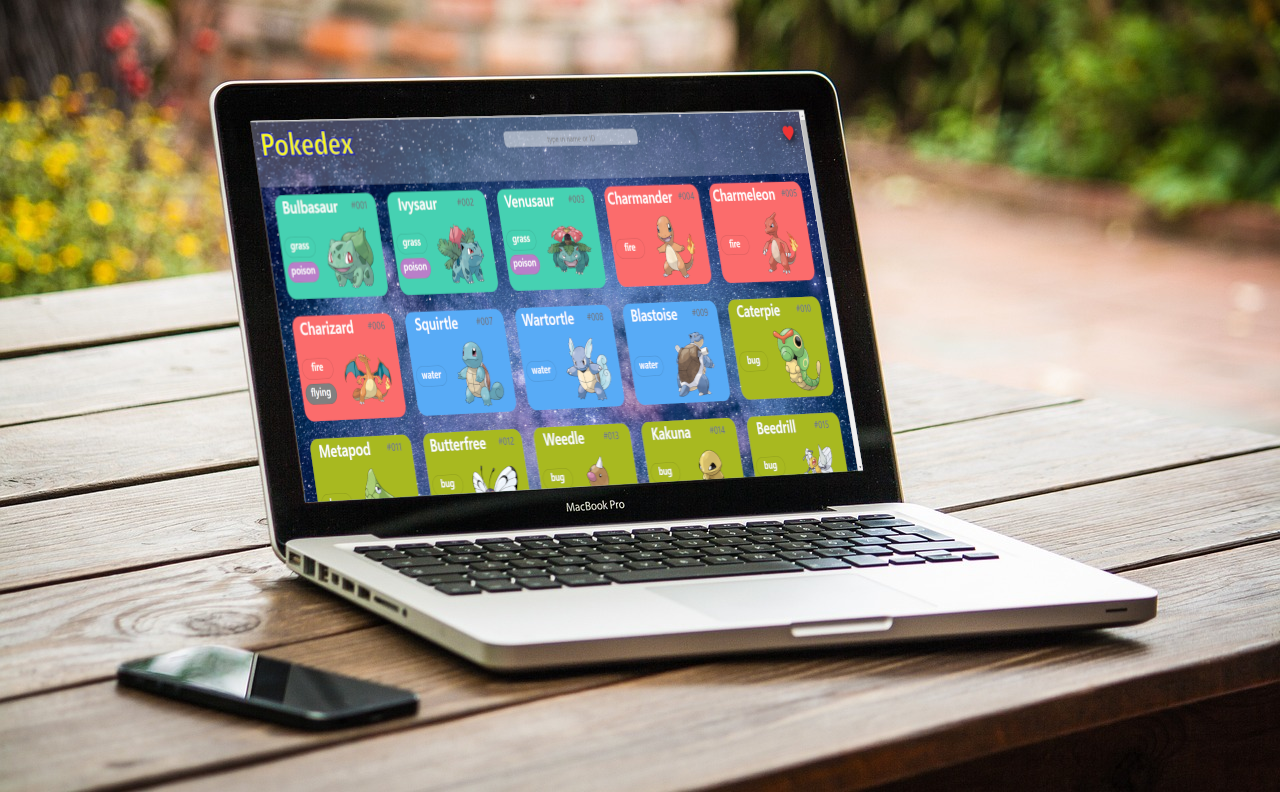 Pokedex
type in name or ID
Bulbasaur #001
grass
poison
Ivysaur #002
grass
poison
Venusaur #003
grass
poison
Charmander #004
fire
Charmeleon #005
fire
Charizard #006
fire
flying
Squirtle #007
water
Wartortle #008
water
Blastoise #009
water
Caterpie #010
bug
Metapod #011
Butterfree #012
bug
Weedle #013
bug
Kakuna #014
bug
Beedrill #015
bug
MacBook Pro